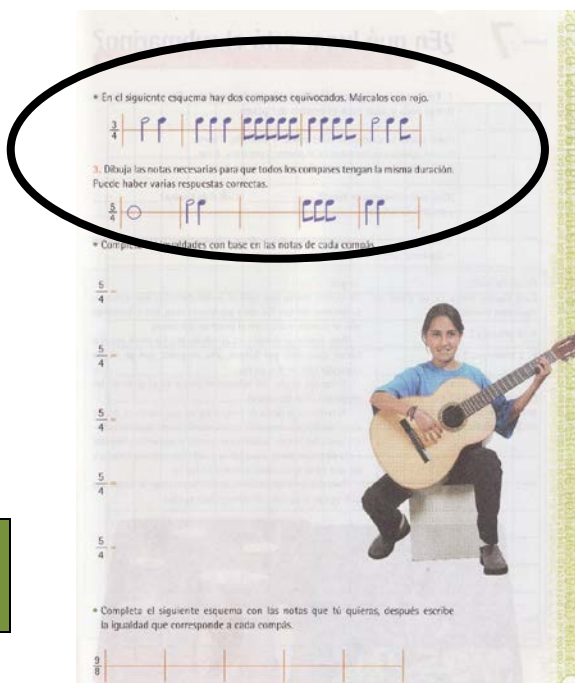 * En el siguiente esquema hay dos compases equivocados. Márcalos con rojo.
3
4
3. Dibuja las notas necesarias para que todos los compases tengan la misma duración.
Puede haber varias respuestas correctas.
5
4
con base en las notas de cada compás.
5
4 =
5
4 =
5
4 =
5
4 =
5
4 =
* Completa el siguiente esquema con las notas que tú quieras, después escribe
la igualdad que corresponde a cada compás.
9
8